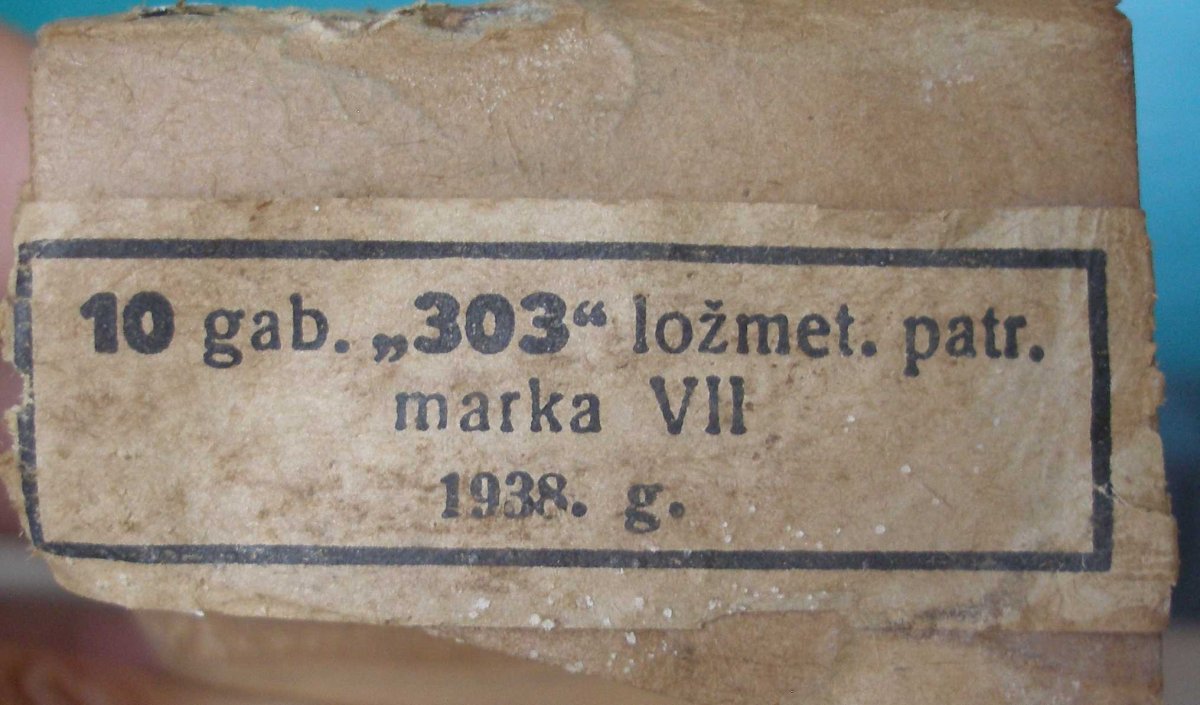 10 gab. „303“ ložmet. patr.
marka VII
1938. g.